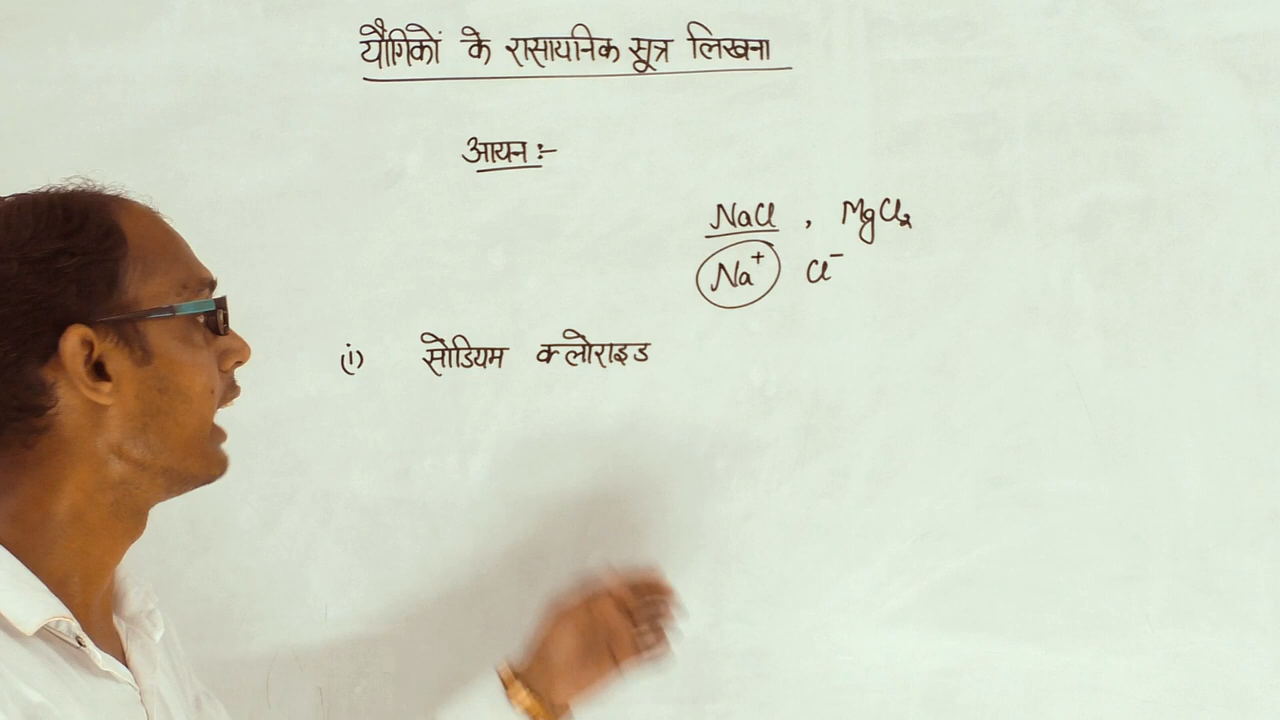 यौगिकों के रासायनिक सूत्र लिखना
आयन :-
NaCl , MgCl₂
Na⁺ Cl⁻
(i) सोडियम क्लोराइड